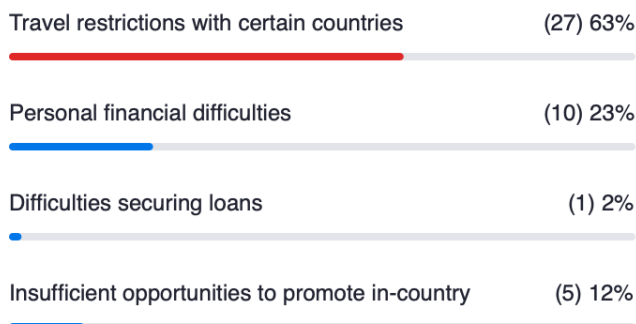 Travel restrictions with certain countries (27) 63%
Personal financial difficulties (10) 23%
Difficulties securing loans (1) 2%
Insufficient opportunities to promote in-country (5) 12%